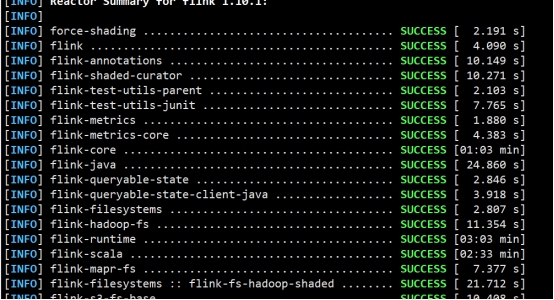 [INFO] Reactor Summary for flink 1.10.1:
[INFO]
[INFO] force-shading ...................................... SUCCESS [  2.191 s]
[INFO] flink .............................................. SUCCESS [  4.090 s]
[INFO] flink-annotations .................................. SUCCESS [ 10.149 s]
[INFO] flink-shaded-curator ............................... SUCCESS [ 10.271 s]
[INFO] flink-test-utils-parent ............................ SUCCESS [  2.103 s]
[INFO] flink-test-utils-junit ............................. SUCCESS [  7.765 s]
[INFO] flink-metrics ...................................... SUCCESS [  1.880 s]
[INFO] flink-metrics-core ................................. SUCCESS [  4.383 s]
[INFO] flink-core ......................................... SUCCESS [01:03 min]
[INFO] flink-java ......................................... SUCCESS [ 24.860 s]
[INFO] flink-queryable-state .............................. SUCCESS [  2.846 s]
[INFO] flink-queryable-state-client-java .................. SUCCESS [  3.918 s]
[INFO] flink-filesystems .................................. SUCCESS [  2.807 s]
[INFO] flink-hadoop-fs .................................... SUCCESS [ 11.354 s]
[INFO] flink-runtime ...................................... SUCCESS [03:03 min]
[INFO] flink-scala ........................................ SUCCESS [02:33 min]
[INFO] flink-mapr-fs ...................................... SUCCESS [  7.377 s]
[INFO] flink-filesystems :: flink-fs-hadoop-shaded ........ SUCCESS [ 21.712 s]
[INFO] flink-s3-fs-base ................................... SUCCESS [ 10.408 s]